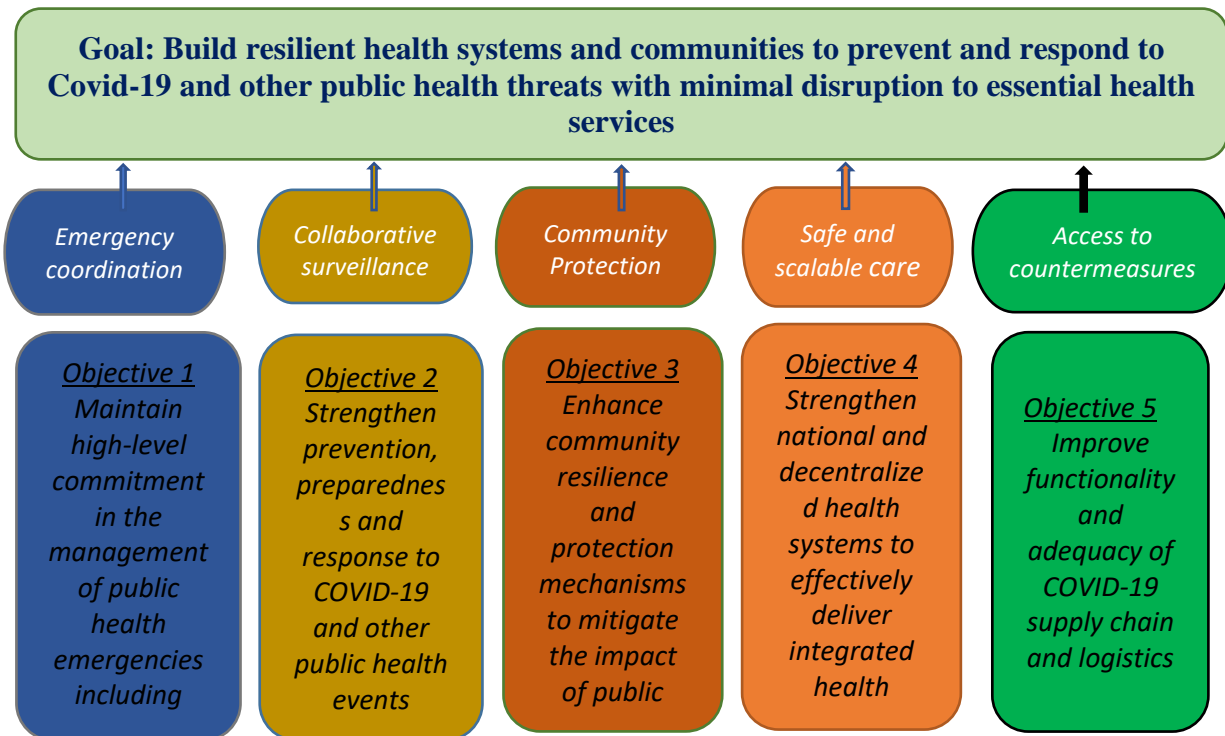 Goal: Build resilient health systems and communities to prevent and respond to
Covid-19 and other public health threats with minimal disruption to essential health
services
Emergency
coordination
Collaborative
surveillance
Community
Protection
Safe and
scalable care
Access to
countermeasures
Objective 1
Maintain
high-level
commitment
in the
management
of public
health
emergencies
including
Objective 2
Strengthen
prevention,
preparednes
s and
response to
COVID-19
and other
public health
events
Objective 3
Enhance
community
resilience
and
protection
mechanisms
to mitigate
the impact
of public
Objective 4
Strengthen
national and
decentralize
d health
systems to
effectively
deliver
integrated
health
Objective 5
Improve
functionality
and
adequacy of
COVID-19
supply chain
and logistics